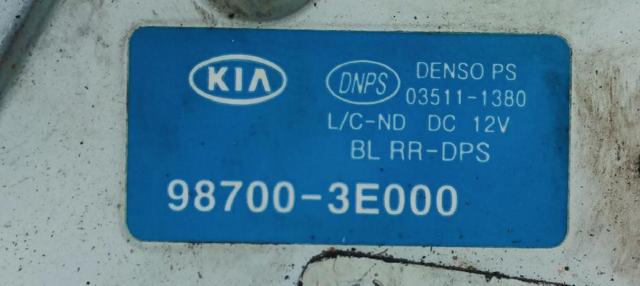 KIA
DNPS
DENSO PS
03511-1380
L/C-ND DC 12V
BL RR-DPS
98700-3E000